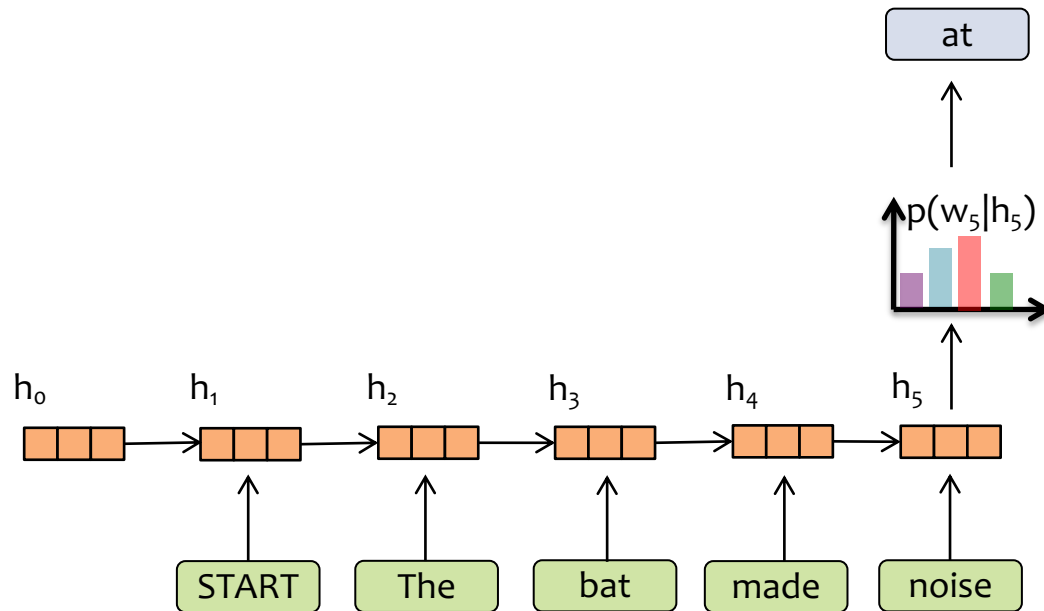 at
p(w₅|h₅)
h₀ h₁ h₂ h₃ h₄ h₅
START The bat made noise